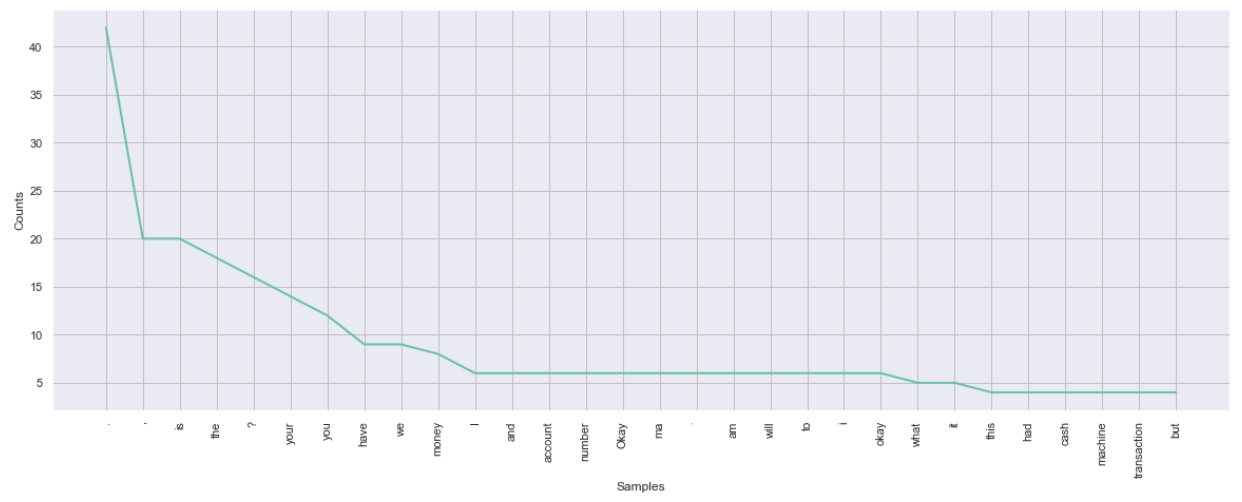 40
35
30
25
20
15
10
5
Counts
.
,
is
the
?
your
you
have
we
money
I
and
account
number
Okay
ma
'
am
will
to
i
okay
what
it
this
had
cash
machine
transaction
but
Samples